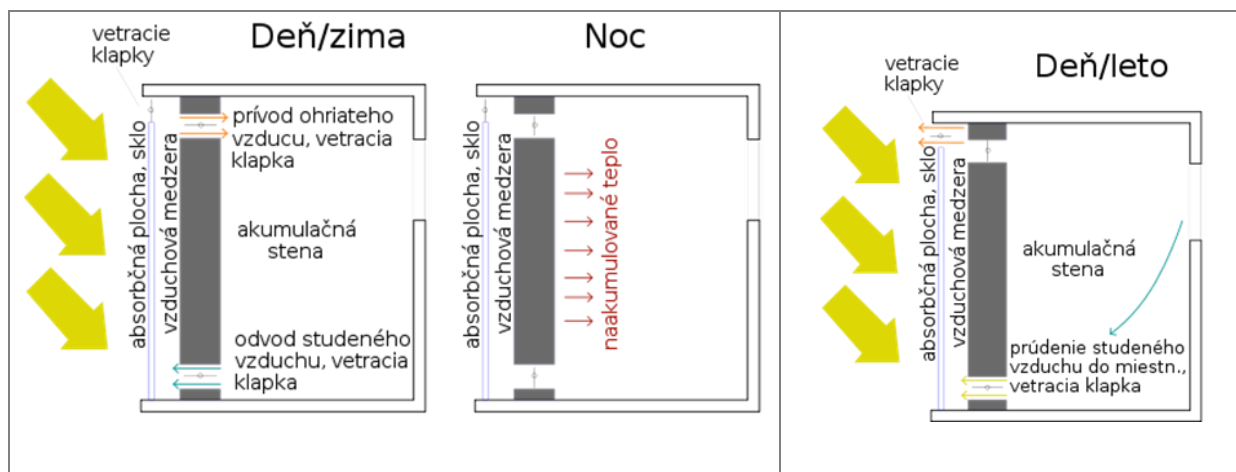 vetracie
klapky
Deň/zima
absorbčná plocha, sklo
vzduchová medzera
prívod ohriateho
vzducu, vetracia
klapka
akumulačná
stena
odvod studeného
vzduchu, vetracia
klapka
Noc
absorbčná plocha, sklo
vzduchová medzera
naakumulované teplo
vetracie
klapky
Deň/leto
absorbčná plocha, sklo
vzduchová medzera
akumulačná
stena
prúdenie studeného
vzduchu do miestn.,
vetracia klapka